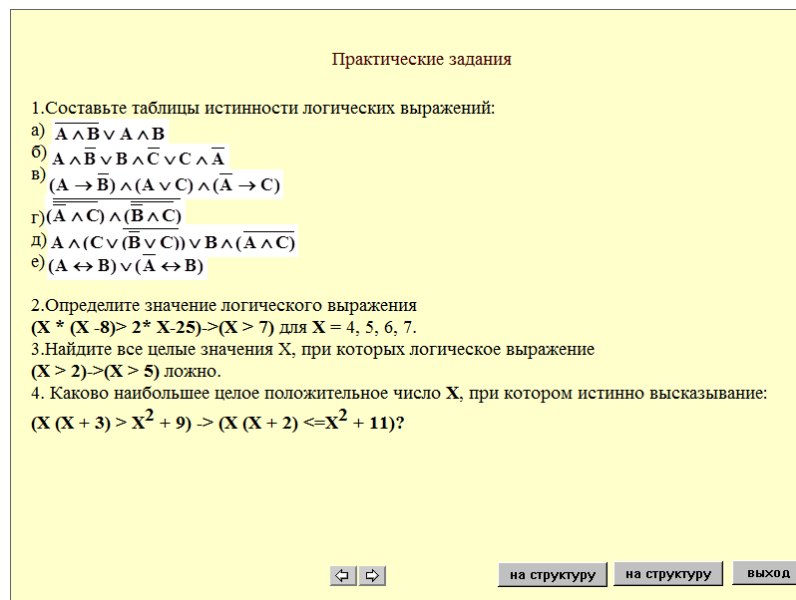 Практические задания
1.Составьте таблицы истинности логических выражений:
а) A̅ ̅∧̅ ̅B̅ ∨ A ∧ B
б) A ∧ B̅ ∨ B ∧ C̅ ∨ C ∧ A̅
в) (A → B̅) ∧ (A ∨ C) ∧ (A̅ → C)
г) (A̅ ∧ C) ∧ (B̅ ∧ C)
д) A ∧ (C ∨ (B̅ ∨ C)) ∨ B ∧ (A̅ ̅∧̅ ̅C̅)
е) (A ↔ B) ∨ (A̅ ↔ B)
2.Определите значение логического выражения
(X * (X -8)> 2* X-25)->(X > 7) для X = 4, 5, 6, 7.
3.Найдите все целые значения X, при которых логическое выражение
(X > 2)->(X > 5) ложно.
4. Каково наибольшее целое положительное число X, при котором истинно высказывание:
(X (X + 3) > X² + 9) -> (X (X + 2) <=X² + 11)?
на структуру на структуру выход